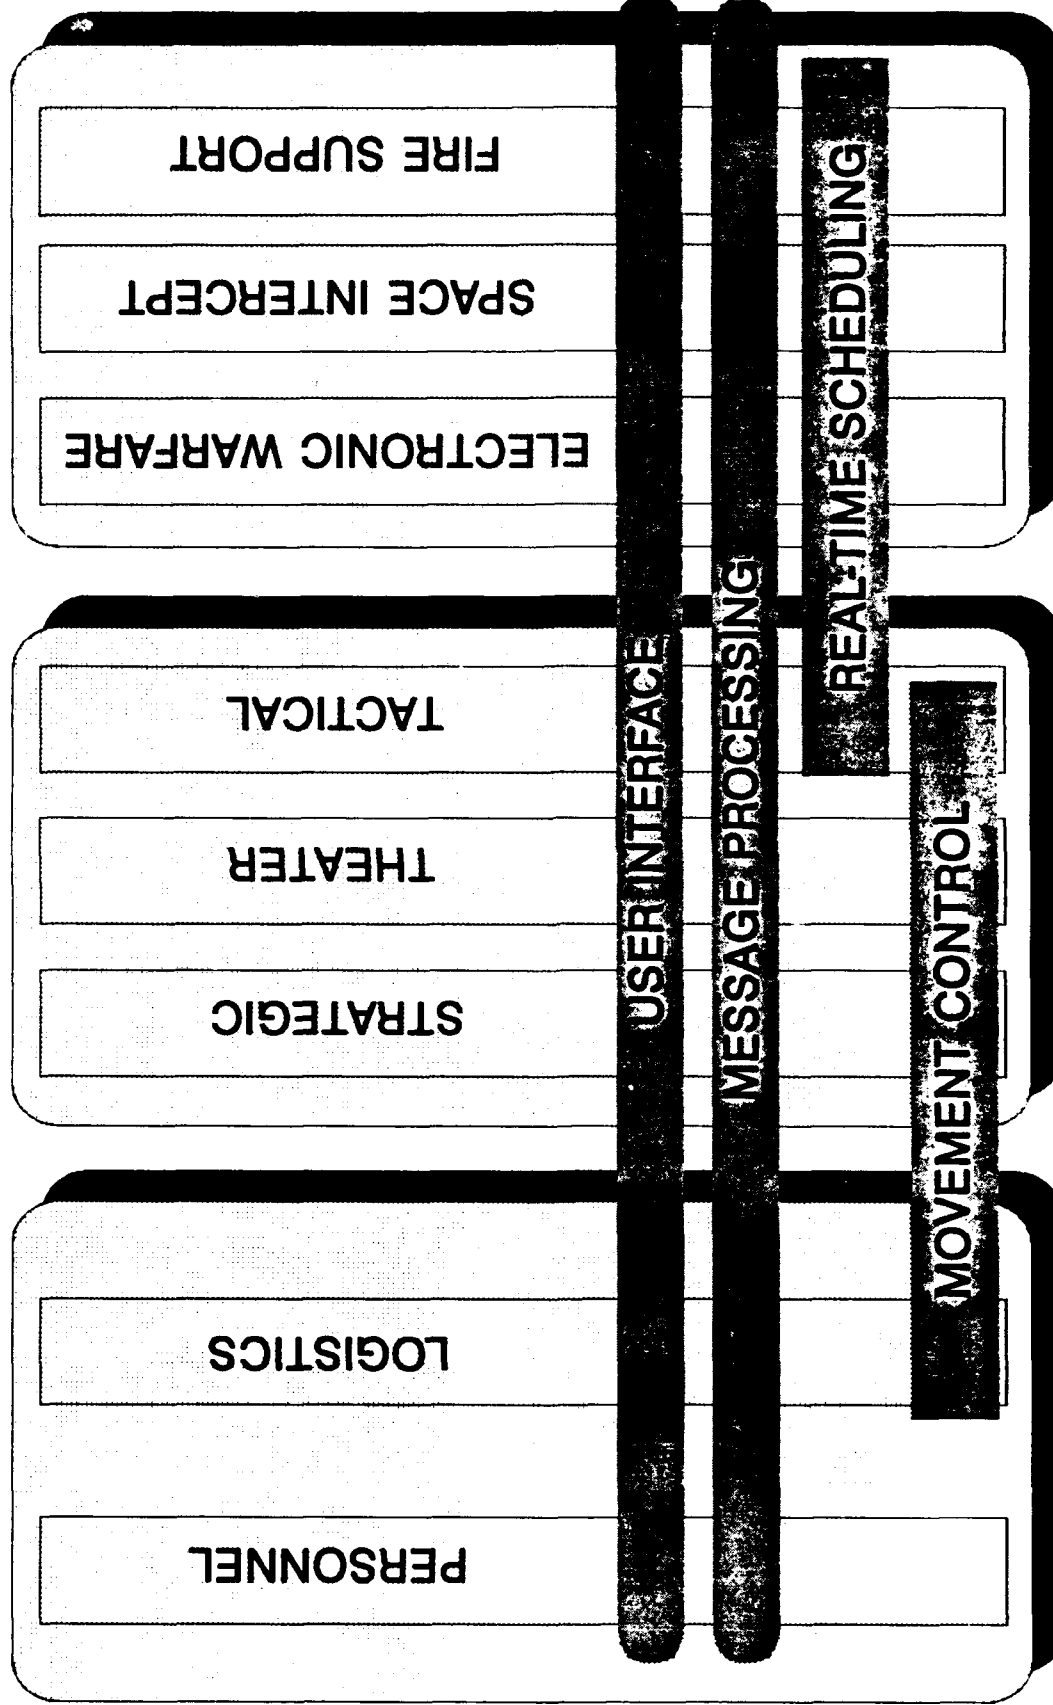 FIRE SUPPORT
SPACE INTERCEPT
ELECTRONIC WARFARE
TACTICAL
THEATER
STRATEGIC
LOGISTICS
PERSONNEL
USER INTERFACE
MESSAGE PROCESSING
REAL-TIME SCHEDULING
MOVEMENT CONTROL